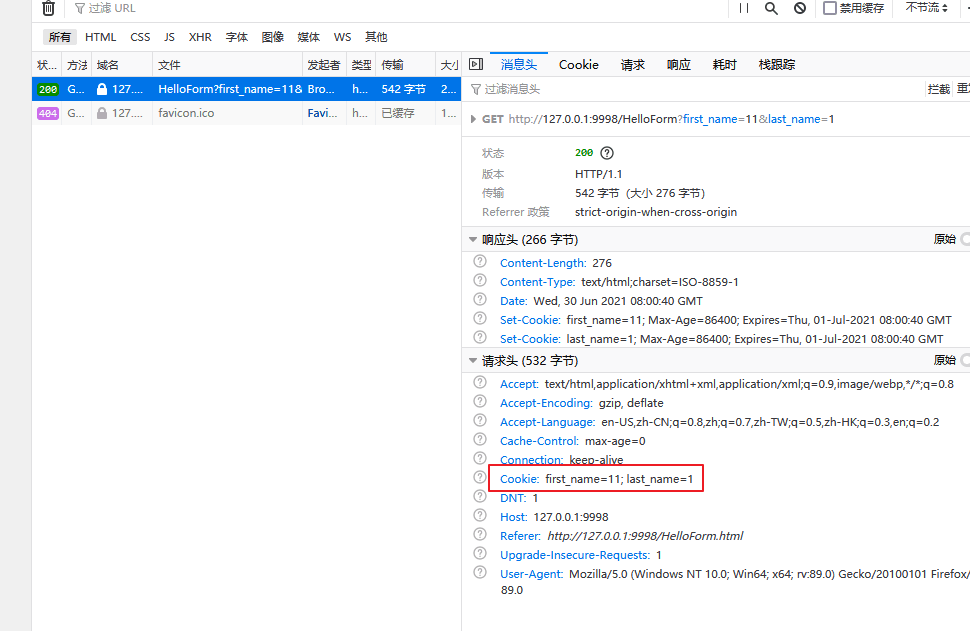 过滤 URL
禁用缓存 不节流
所有 HTML CSS JS XHR 字体 图像 媒体 WS 其他
状… 方法 域名 文件 发起者 类型 传输 大小
200 G… 127.… HelloForm?first_name=11& Bro… h… 542 字节 2…
404 G… 127.… favicon.ico Favi… h… 已缓存 1…
消息头 Cookie 请求 响应 耗时 栈跟踪
过滤消息头 拦截
GET http://127.0.0.1:9998/HelloForm?first_name=11&last_name=1
状态 200
版本 HTTP/1.1
传输 542 字节 (大小 276 字节)
Referrer 政策 strict-origin-when-cross-origin
响应头 (266 字节) 原始
Content-Length: 276
Content-Type: text/html;charset=ISO-8859-1
Date: Wed, 30 Jun 2021 08:00:40 GMT
Set-Cookie: first_name=11; Max-Age=86400; Expires=Thu, 01-Jul-2021 08:00:40 GMT
Set-Cookie: last_name=1; Max-Age=86400; Expires=Thu, 01-Jul-2021 08:00:40 GMT
请求头 (532 字节) 原始
Accept: text/html,application/xhtml+xml,application/xml;q=0.9,image/webp,*/*;q=0.8
Accept-Encoding: gzip, deflate
Accept-Language: en-US,zh-CN;q=0.8,zh;q=0.7,zh-TW;q=0.5,zh-HK;q=0.3,en;q=0.2
Cache-Control: max-age=0
Connection: keep-alive
Cookie: first_name=11; last_name=1
DNT: 1
Host: 127.0.0.1:9998
Referer: http://127.0.0.1:9998/HelloForm.html
Upgrade-Insecure-Requests: 1
User-Agent: Mozilla/5.0 (Windows NT 10.0; Win64; x64; rv:89.0) Gecko/20100101 Firefox/
89.0